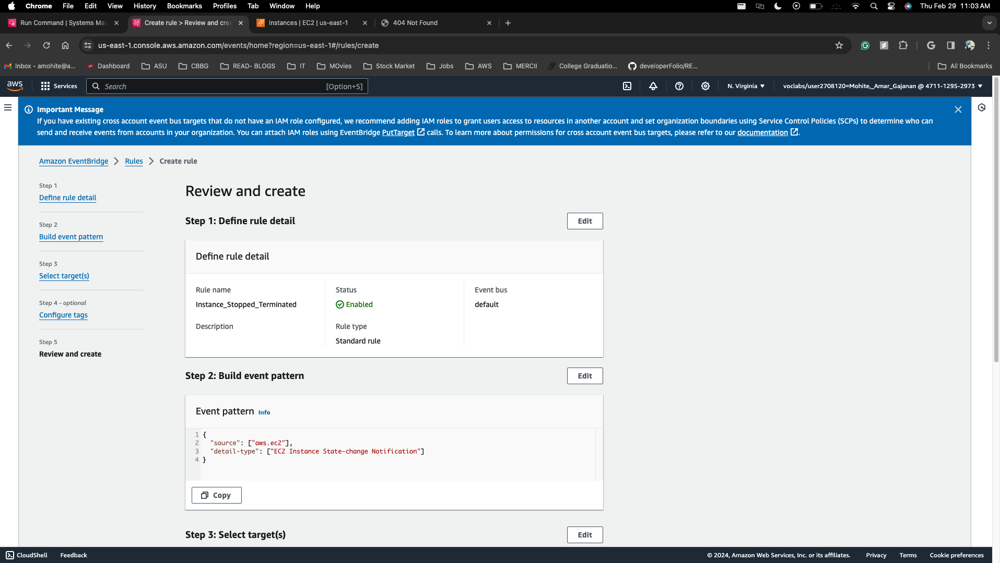 Chrome File Edit View History Bookmarks Profiles Tab Window Help Thu Feb 29 11:03 AM
Run Command | Systems Man Create rule > Review and crea Instances | EC2 | us-east-1 404 Not Found
us-east-1.console.aws.amazon.com/events/home?region=us-east-1#/rules/create
Inbox - amohite@a... Dashboard ASU CBBG READ- BLOGS IT MOvies Stock Market Jobs AWS MERCII College Graduatio... developerFolio/RE... All Bookmarks
aws Services Search [Option+S] N. Virginia voclabs/user2708120=Mohite,_Amar_Gajanan @ 4711-1295-2973
Important Message
If you have existing cross account event bus targets that do not have an IAM role configured, we recommend adding IAM roles to grant users access to resources in another account and set organization boundaries using Service Control Policies (SCPs) to determine who can
send and receive events from accounts in your organization. You can attach IAM roles using EventBridge PutTarget calls. To learn more about permissions for cross account event bus targets, please refer to our documentation.
Amazon EventBridge Rules Create rule
Step 1
Define rule detail
Step 2
Build event pattern
Step 3
Select target(s)
Step 4 - optional
Configure tags
Step 5
Review and create
Review and create
Step 1: Define rule detail Edit
Define rule detail
Rule name Status Event bus
Instance_Stopped_Terminated Enabled default
Description Rule type
Standard rule
Step 2: Build event pattern Edit
Event pattern Info
1 {
2 "source": ["aws.ec2"],
3 "detail-type": ["EC2 Instance State-change Notification"]
4 }
Copy
Step 3: Select target(s) Edit
CloudShell Feedback © 2024, Amazon Web Services, Inc. or its affiliates. Privacy Terms Cookie preferences